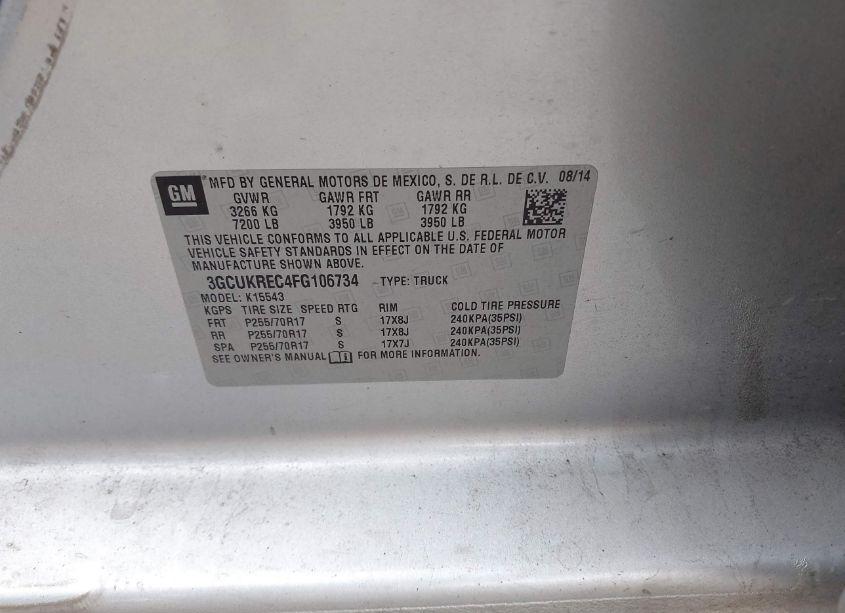 GM
MFD BY GENERAL MOTORS DE MEXICO, S. DE R.L. DE C.V. 08/14
GVWR GAWR FRT GAWR RR
3266 KG 1792 KG 1792 KG
7200 LB 3950 LB 3950 LB
THIS VEHICLE CONFORMS TO ALL APPLICABLE U.S. FEDERAL MOTOR
VEHICLE SAFETY STANDARDS IN EFFECT ON THE DATE OF
MANUFACTURE SHOWN ABOVE.
3GCUKREC4FG106734 TYPE: TRUCK
MODEL: K15543
KGPS TIRE SIZE SPEED RTG RIM COLD TIRE PRESSURE
FRT P255/70R17 S 17X8J 240KPA(35PSI)
RR P255/70R17 S 17X8J 240KPA(35PSI)
SPA P255/70R17 S 17X7J 240KPA(35PSI)
SEE OWNER'S MANUAL FOR MORE INFORMATION.